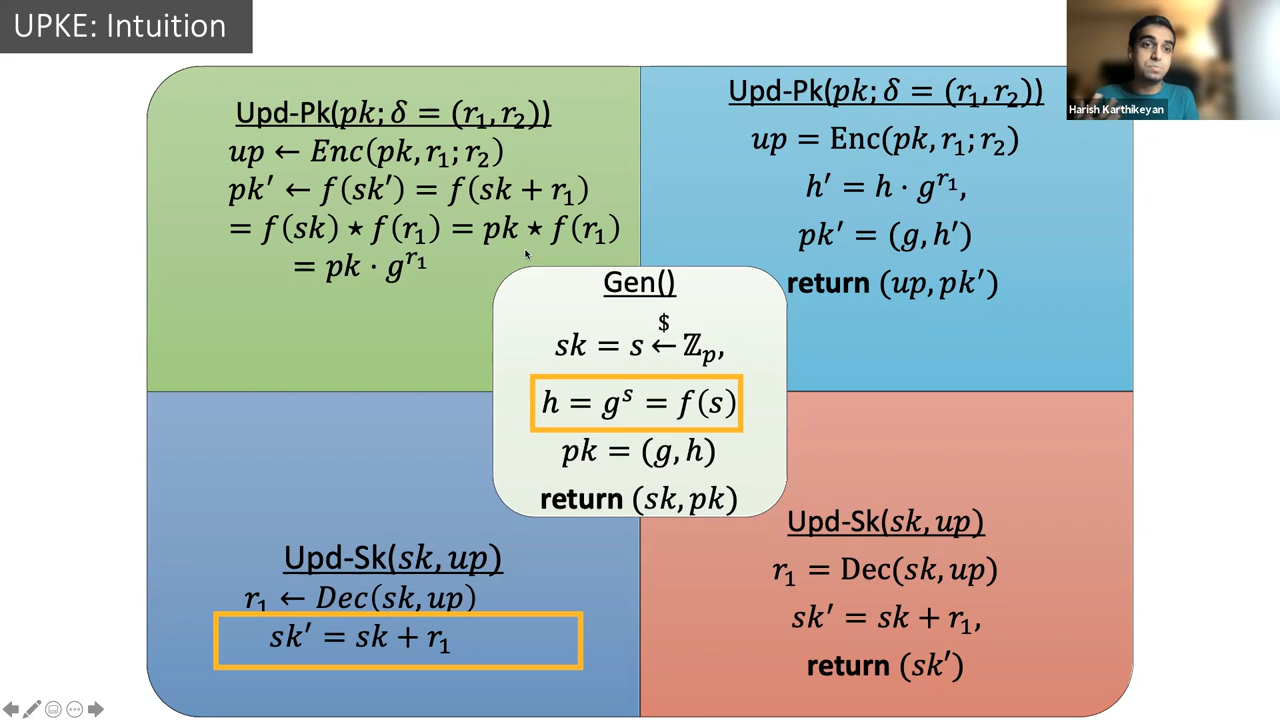 UPKE: Intuition
Harish Karthikeyan
Upd-Pk(pk; δ = (r₁, r₂))
up ← Enc(pk, r₁; r₂)
pk′ ← f(sk′) = f(sk + r₁)
= f(sk) ⋆ f(r₁) = pk ⋆ f(r₁)
= pk · g^{r₁}
Upd-Pk(pk; δ = (r₁, r₂))
up = Enc(pk, r₁; r₂)
h′ = h · g^{r₁},
pk′ = (g, h′)
return (up, pk′)
Gen()
sk = s ←$ ℤₚ,
h = gˢ = f(s)
pk = (g, h)
return (sk, pk)
Upd-Sk(sk, up)
r₁ ← Dec(sk, up)
sk′ = sk + r₁
Upd-Sk(sk, up)
r₁ = Dec(sk, up)
sk′ = sk + r₁,
return (sk′)